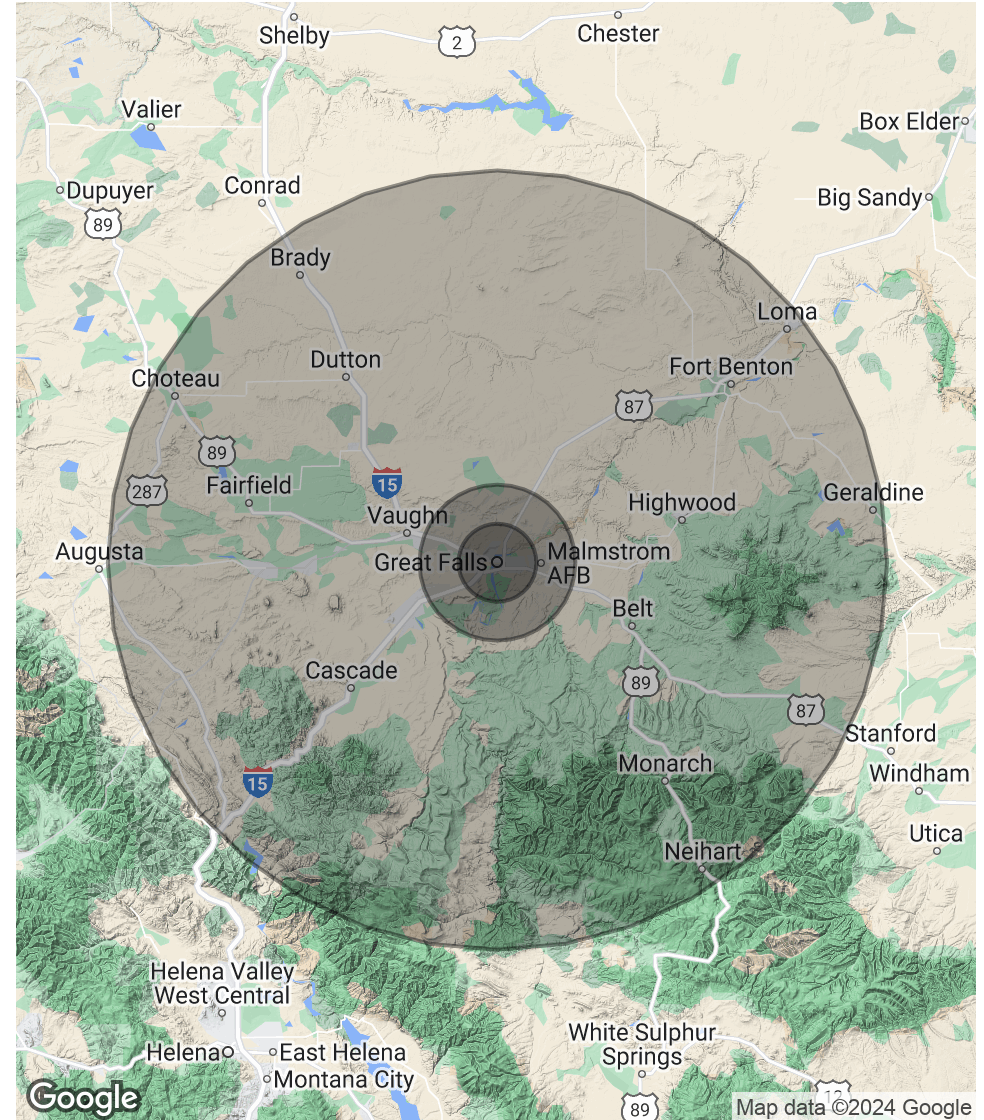 Shelby
2
Chester
Valier
Box Elder
Dupuyer
Conrad
Big Sandy
89
Brady
Loma
Dutton
Fort Benton
Choteau
87
89
287
Fairfield
15
Highwood
Geraldine
Vaughn
Augusta
Great Falls
Malmstrom
AFB
Belt
Cascade
89
87
Stanford
15
Monarch
Windham
Utica
Neihart
Helena Valley
West Central
White Sulphur
Springs
Helena
East Helena
Montana City
12
89
Google
Map data ©2024 Google